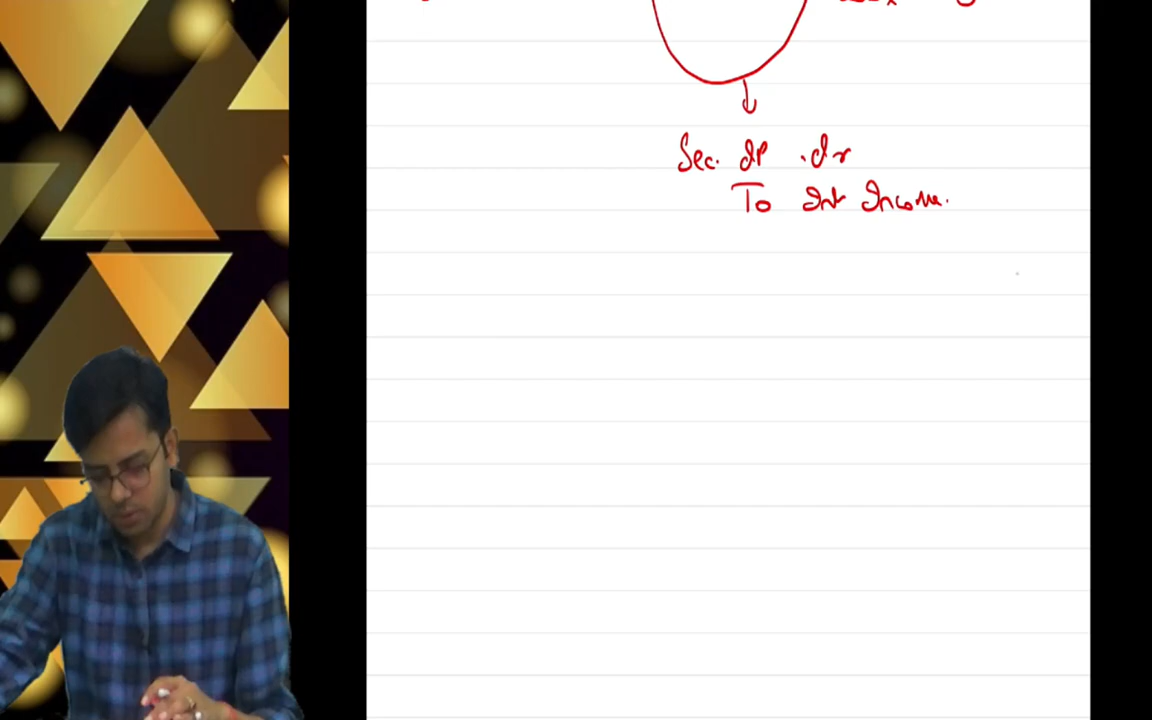 Sec. DP .dr
To Int Income.